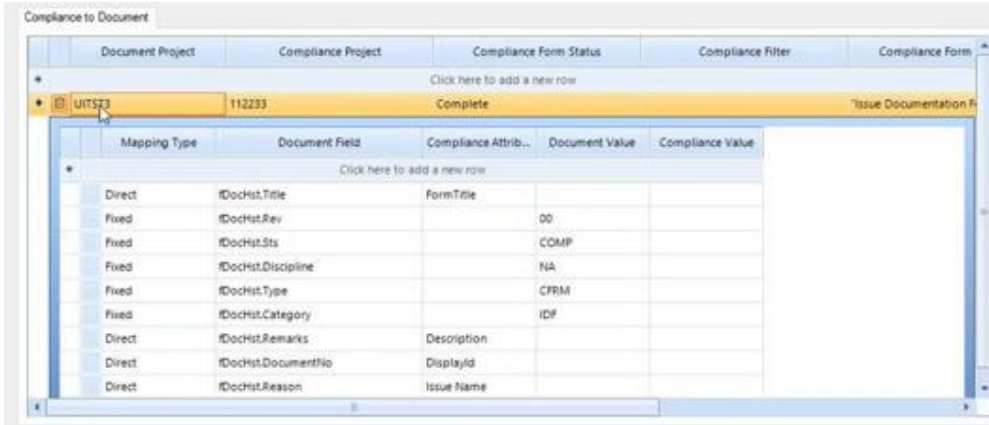 Compliance to Document
Document Project Compliance Project Compliance Form Status Compliance Filter Compliance Form
Click here to add a new row
UITST3 112233 Complete "Issue Documentation
Mapping Type Document Field Compliance Attrib... Document Value Compliance Value
Click here to add a new row
Direct fDocHst.Title FormTitle
Fixed fDocHst.Rev 00
Fixed fDocHst.Sts COMP
Fixed fDocHst.Discipline NA
Fixed fDocHst.Type CFRM
Fixed fDocHst.Category IDF
Direct fDocHst.Remarks Description
Direct fDocHst.DocumentNo DisplayId
Direct fDocHst.Reason Issue Name